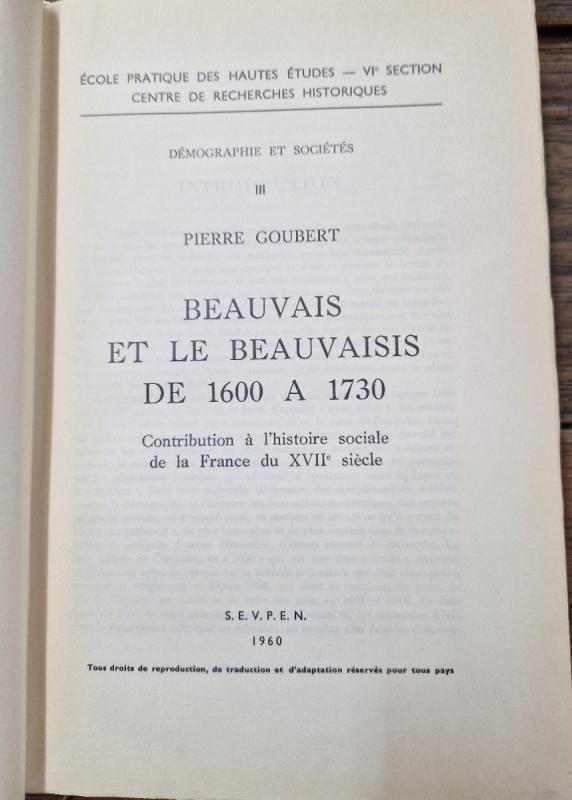 ÉCOLE PRATIQUE DES HAUTES ÉTUDES — VIe SECTION
CENTRE DE RECHERCHES HISTORIQUES
DÉMOGRAPHIE ET SOCIÉTÉS
III
PIERRE GOUBERT
BEAUVAIS
ET LE BEAUVAISIS
DE 1600 A 1730
Contribution à l'histoire sociale
de la France du XVIIe siècle
S. E. V. P. E. N.
1960
Tous droits de reproduction, de traduction et d'adaptation réservés pour tous pays